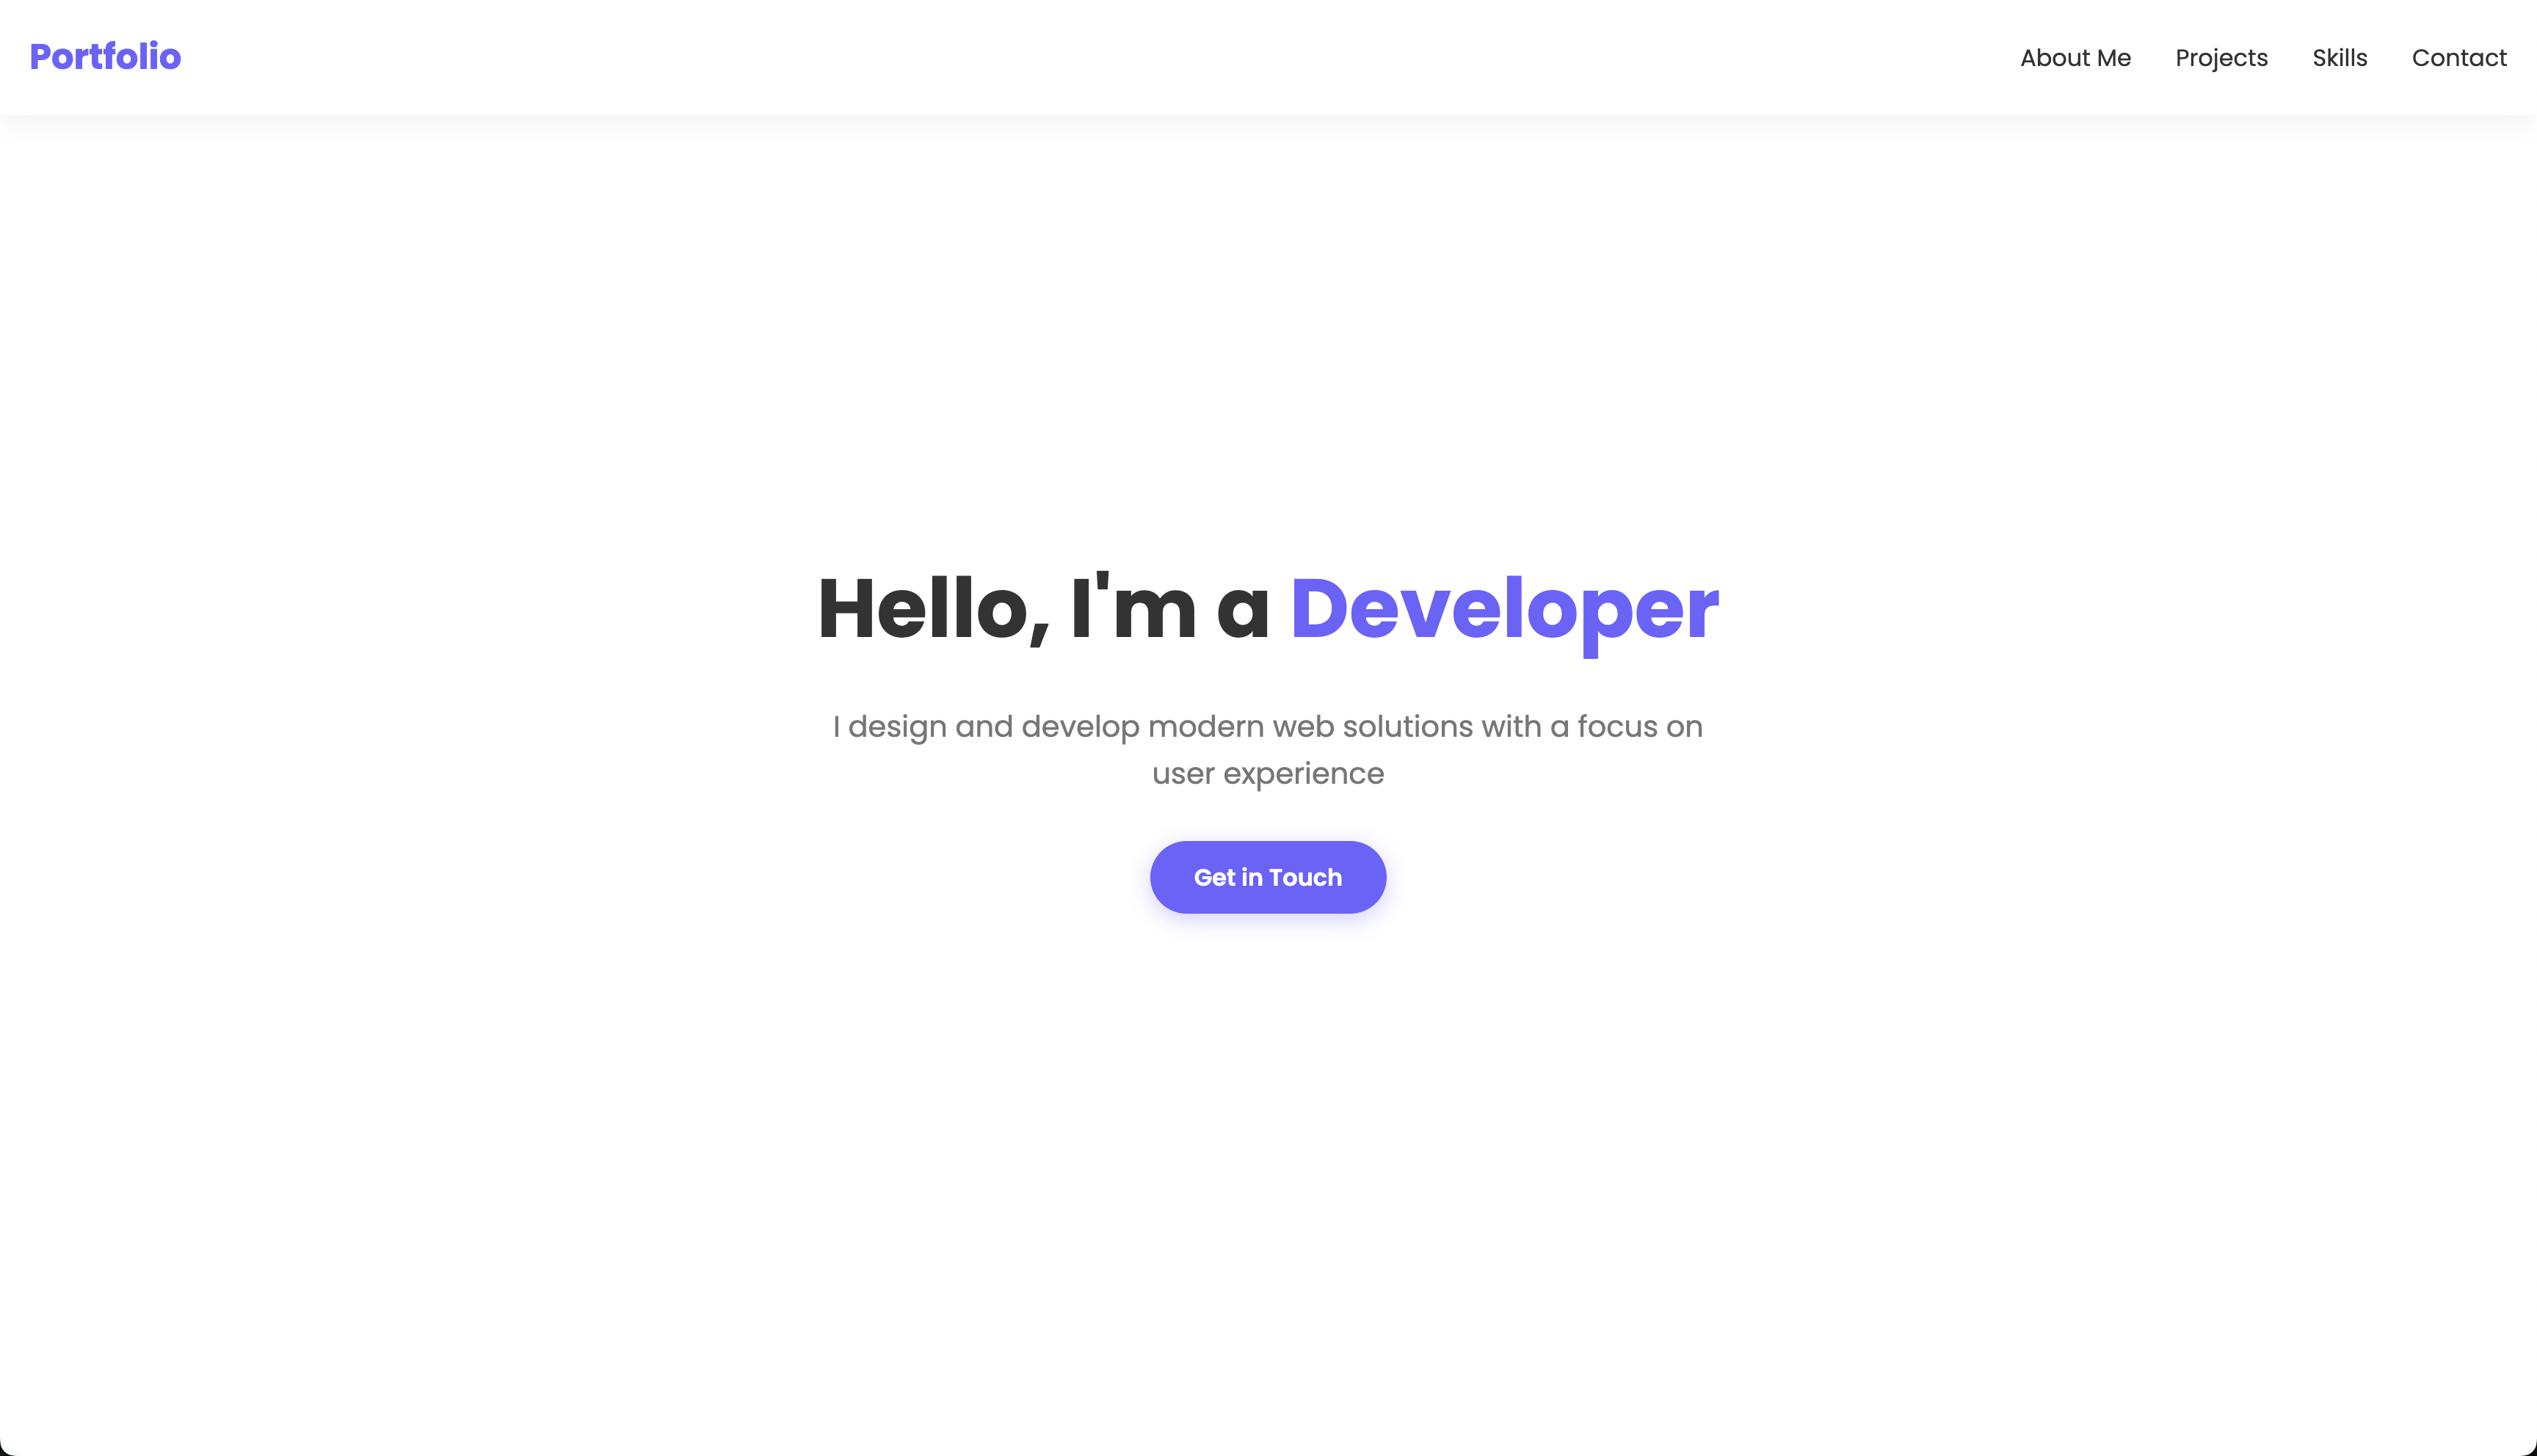 Portfolio
About Me Projects Skills Contact
Hello, I'm a Developer
I design and develop modern web solutions with a focus on
user experience
Get in Touch